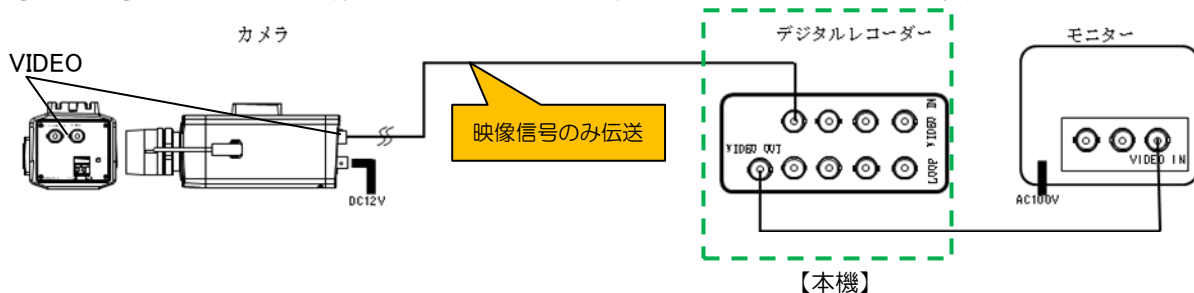 カメラ
デジタルレコーダー
モニター
VIDEO
映像信号のみ伝送
VIDEO IN
VIDEO OUT
LOOP
VIDEO IN
DC12V
AC100V
【本機】